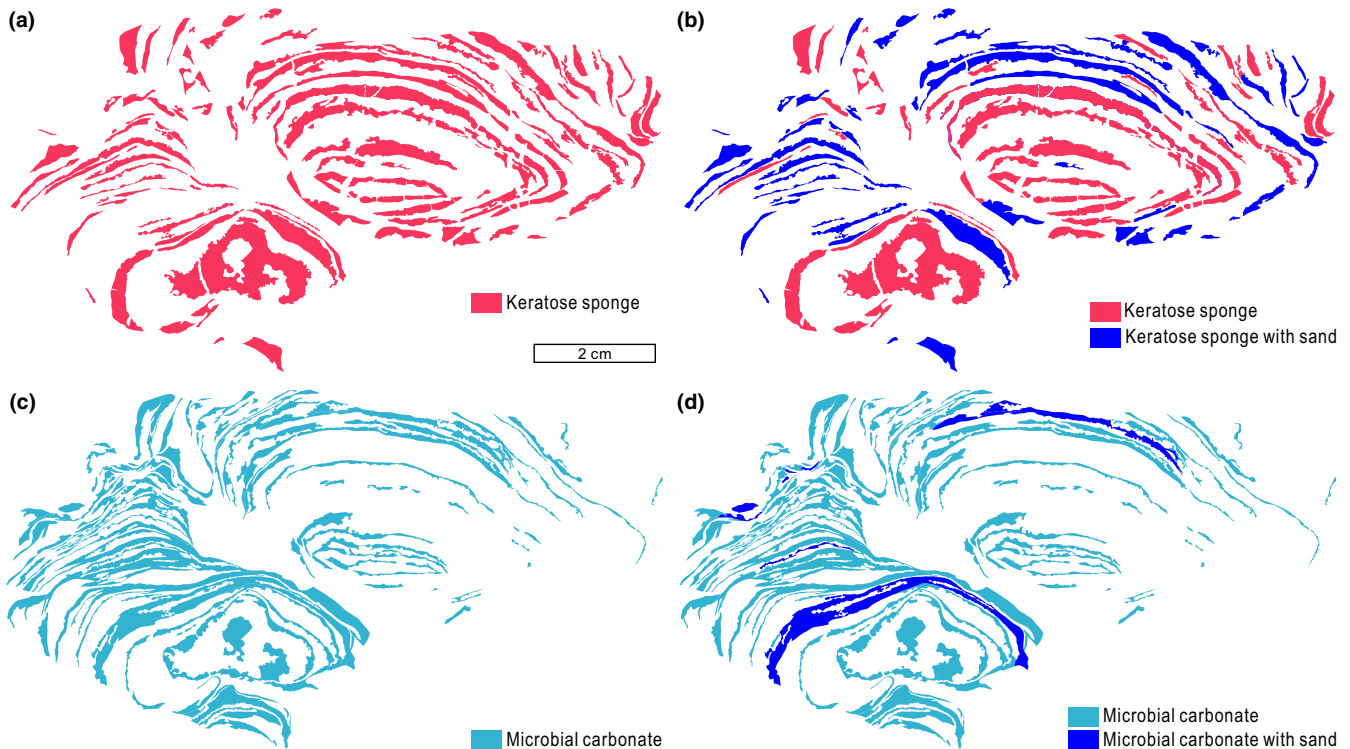 (a)
(b)
Keratose sponge
2 cm
Keratose sponge
Keratose sponge with sand
(c)
(d)
Microbial carbonate
Microbial carbonate
Microbial carbonate with sand